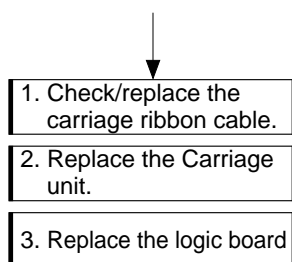 1. Check/replace the
carriage ribbon cable.
2. Replace the Carriage
unit.
3. Replace the logic board